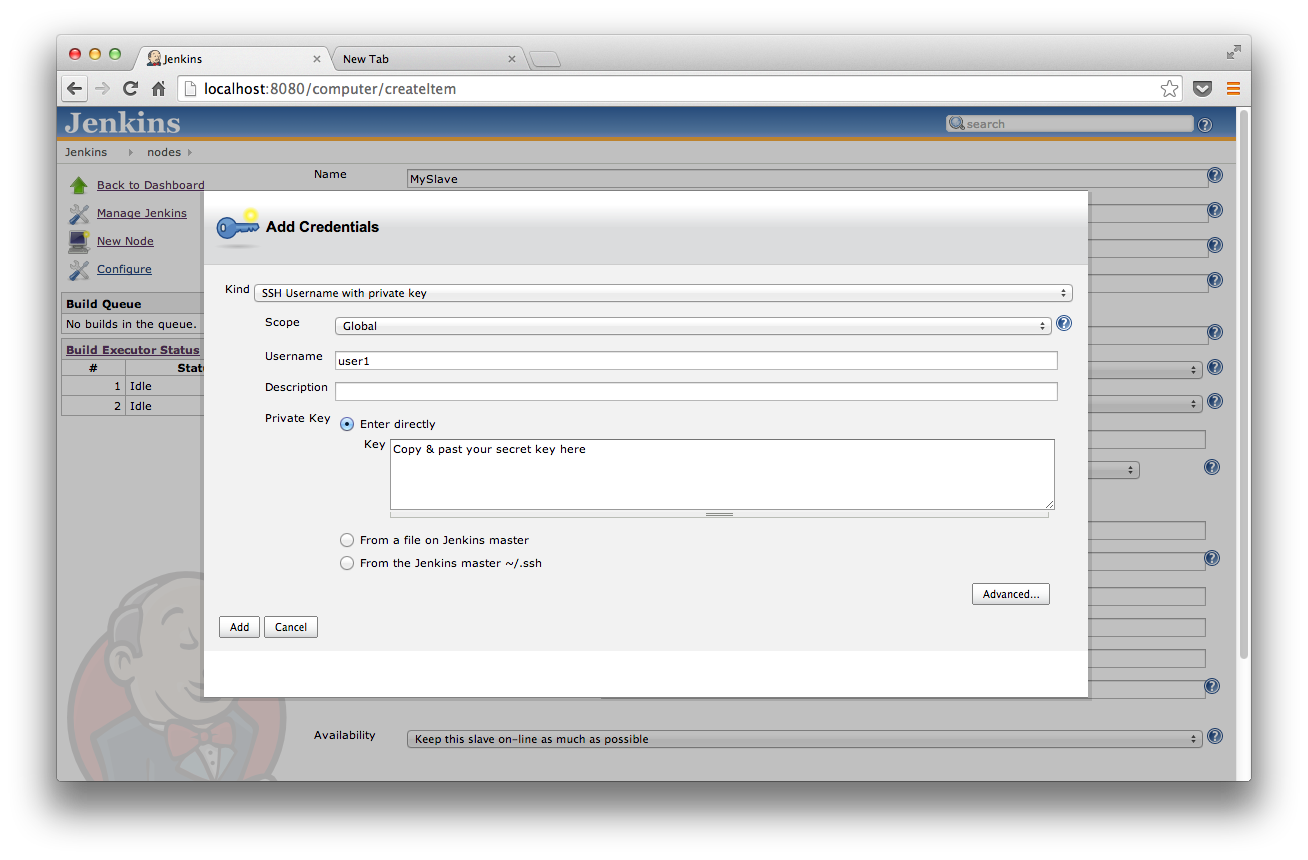 Jenkins
New Tab
localhost:8080/computer/createItem
Jenkins
search
Jenkins
nodes
Name
MySlave
Back to Dashboard
Manage Jenkins
New Node
Configure
Build Queue
No builds in the queue.
Build Executor Status
# Stat
1 Idle
2 Idle
Add Credentials
Kind SSH Username with private key
Scope Global
Username user1
Description
Private Key Enter directly
Key Copy & past your secret key here
From a file on Jenkins master
From the Jenkins master ~/.ssh
Advanced...
Add Cancel
Availability Keep this slave on-line as much as possible